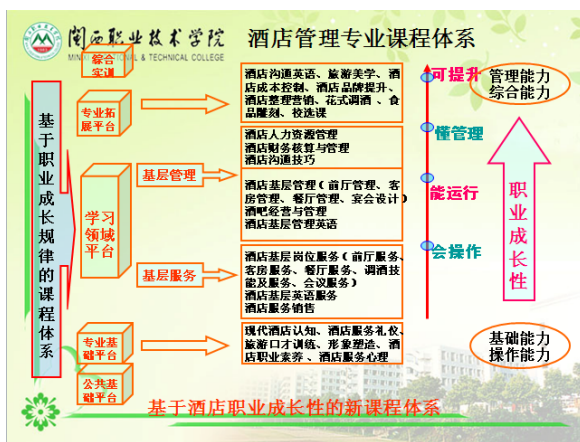 闽西职业技术学院
MINXI VOCATIONAL & TECHNICAL COLLEGE
酒店管理专业课程体系
综合
实训
酒店沟通英语、旅游美学、酒
店成本控制、酒店品牌提升、
酒店整理营销、花式调酒、食
品雕刻、校选课
可提升
管理能力
综合能力
专业拓
展平台
基于职业成长规律的课程体系
酒店人力资源管理
酒店财务核算与管理
酒店沟通技巧
懂管理
基层管理
酒店基层管理(前厅管理、客
房管理、餐厅管理、宴会设计)
酒吧经营与管理
酒店基层管理英语
能运行
职业成长性
学习
领域
平台
基层服务
酒店基层岗位服务(前厅服务、
客房服务、餐厅服务、调酒技
能及服务、会议服务)
酒店基层英语服务
酒店服务销售
会操作
专业基
础平台
现代酒店认知、酒店服务礼仪、
旅游口才训练、形象塑造、酒
店职业素养、酒店服务心理
基础能力
操作能力
公共基
础平台
基于酒店职业成长性的新课程体系